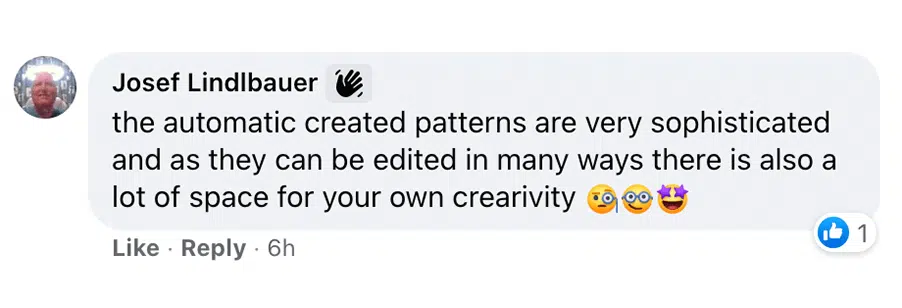 Josef Lindlbauer 👋
the automatic created patterns are very sophisticated
and as they can be edited in many ways there is also a
lot of space for your own crearivity 🧐🤓🤩
Like · Reply · 6h
1